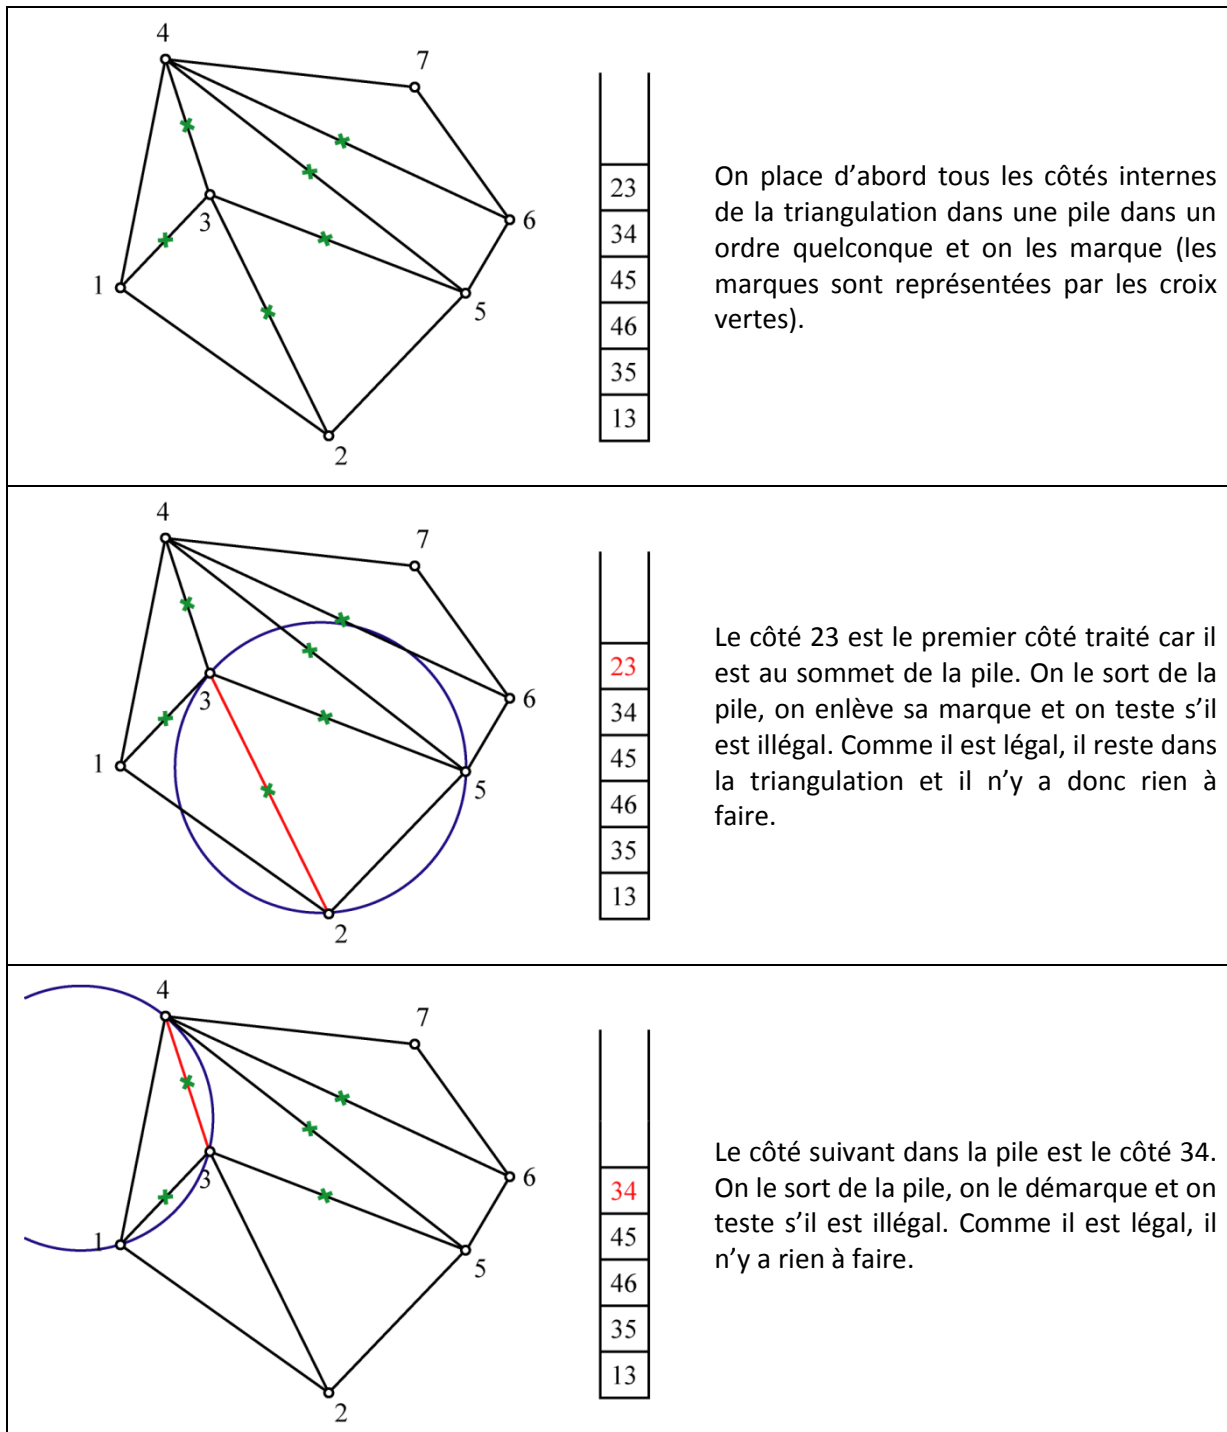 4
7
3
6
1
5
2
23
34
45
46
35
13
On place d’abord tous les côtés internes
de la triangulation dans une pile dans un
ordre quelconque et on les marque (les
marques sont représentées par les croix
vertes).
4
7
3
6
1
5
2
23
34
45
46
35
13
Le côté 23 est le premier côté traité car il
est au sommet de la pile. On le sort de la
pile, on enlève sa marque et on teste s’il
est illégal. Comme il est légal, il reste dans
la triangulation et il n’y a donc rien à
faire.
4
7
3
6
1
5
2
34
45
46
35
13
Le côté suivant dans la pile est le côté 34.
On le sort de la pile, on le démarque et on
teste s’il est illégal. Comme il est légal, il
n’y a rien à faire.